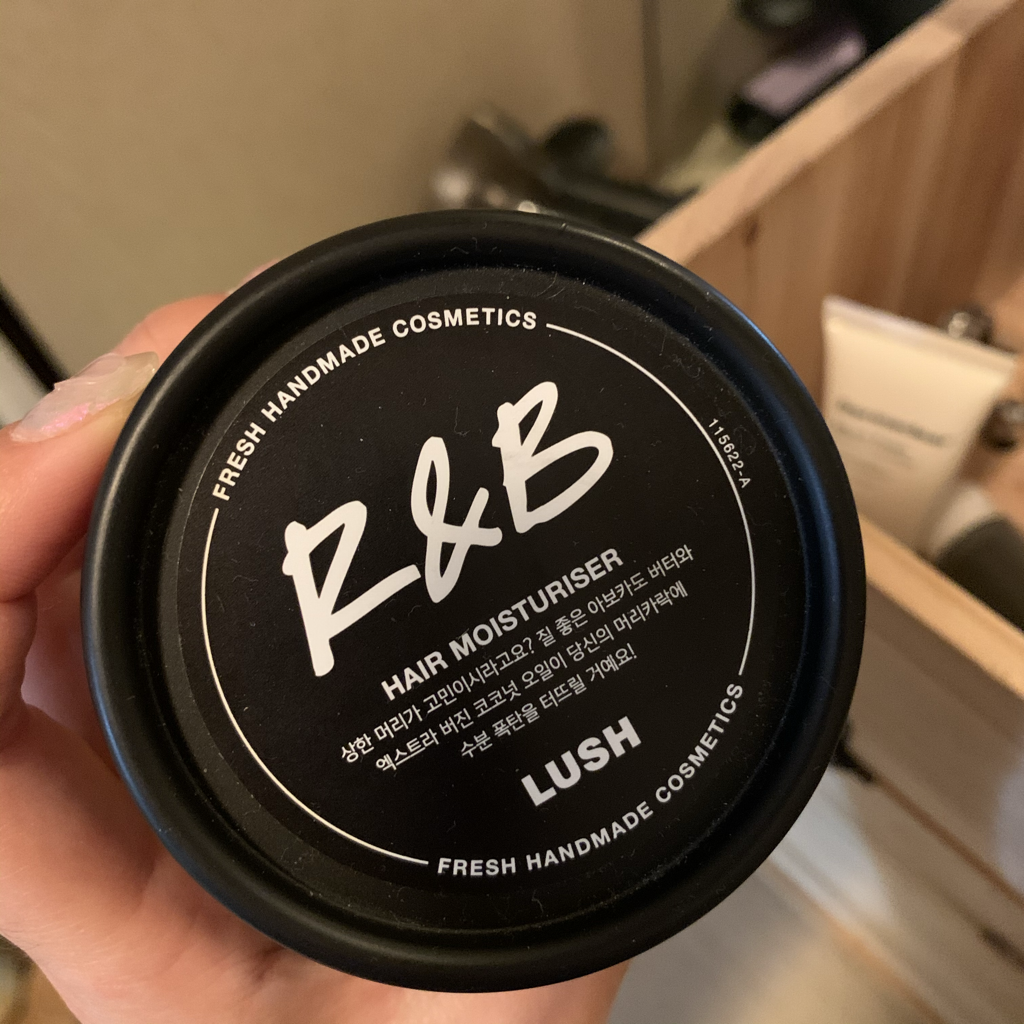 FRESH HANDMADE COSMETICS
115622-A
R&B
HAIR MOISTURISER
상한 머리가 고민이시라고요? 질 좋은 아보카도 버터와
엑스트라 버진 코코넛 오일이 당신의 머리카락에
수분 폭탄을 터뜨릴 거예요!
LUSH
FRESH HANDMADE COSMETICS